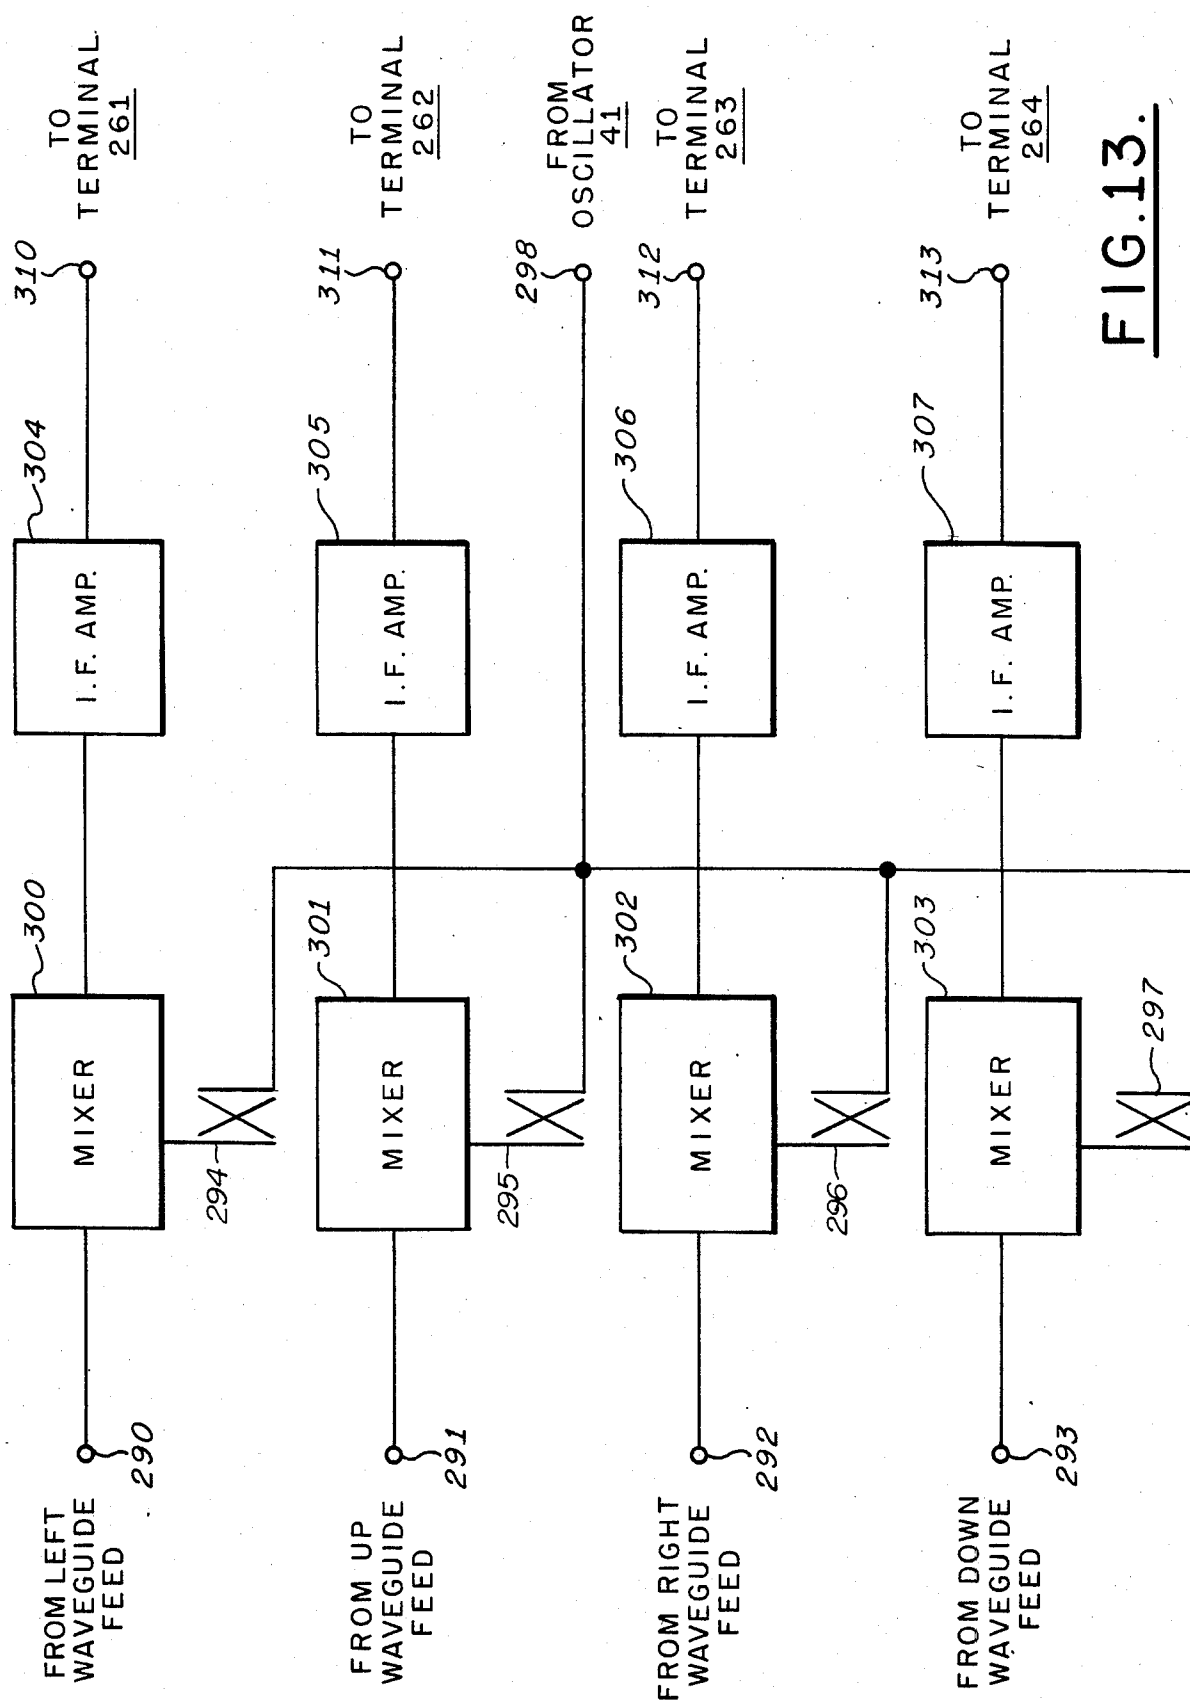 FROM LEFT
WAVEGUIDE
FEED
290
MIXER
300
294
I.F. AMP.
304
310
TO
TERMINAL
261
FROM UP
WAVEGUIDE
FEED
291
MIXER
301
295
I.F. AMP.
305
311
TO
TERMINAL
262
298
FROM
OSCILLATOR
41
FROM RIGHT
WAVEGUIDE
FEED
292
MIXER
302
296
I.F. AMP.
306
312
TO
TERMINAL
263
FROM DOWN
WAVEGUIDE
FEED
293
MIXER
303
297
I.F. AMP.
307
313
TO
TERMINAL
264
FIG.13.